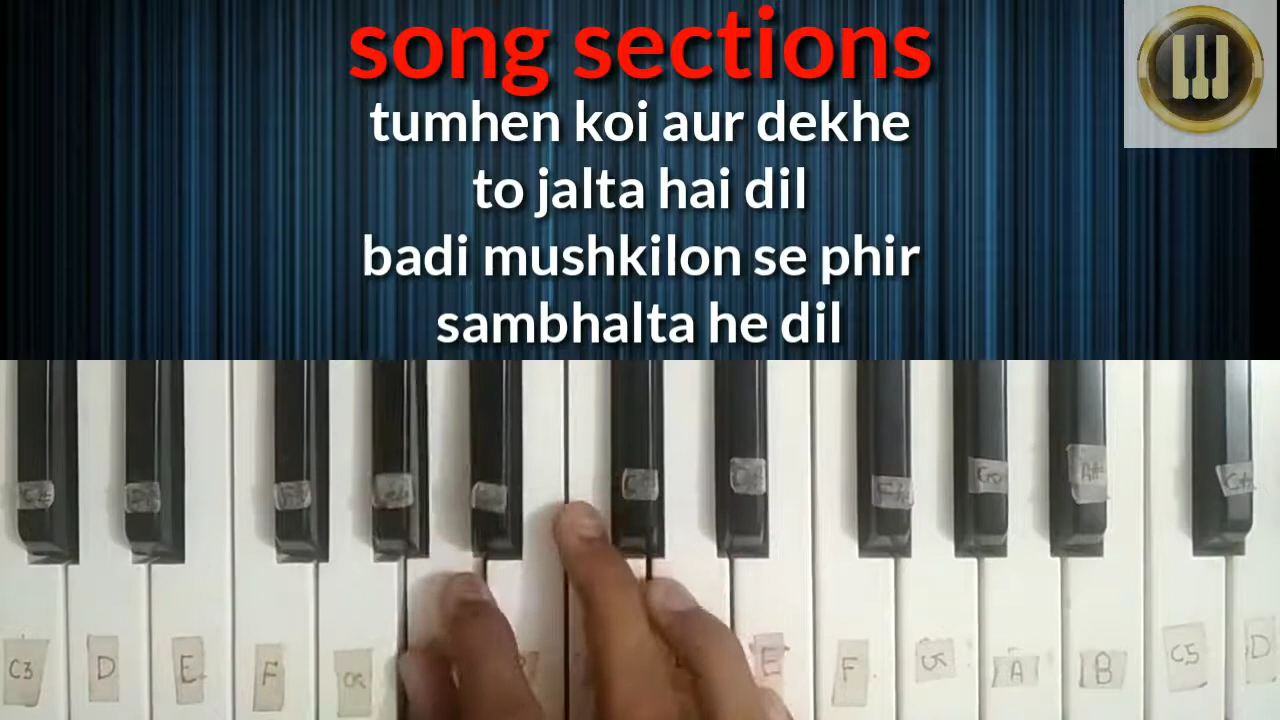 song sections
tumhen koi aur dekhe
to jalta hai dil
badi mushkilon se phir
sambhalta he dil
C# D# F# G# C# D# F# G# A# C#
C3 D E F G E F G A B C5 D